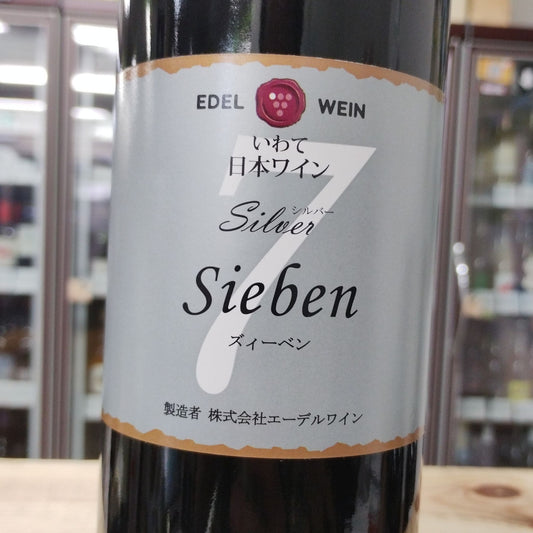 EDEL WEIN
いわて
日本ワイン
シルバー
Silver
7
Sieben
ズィーベン
製造者 株式会社エーデルワイン